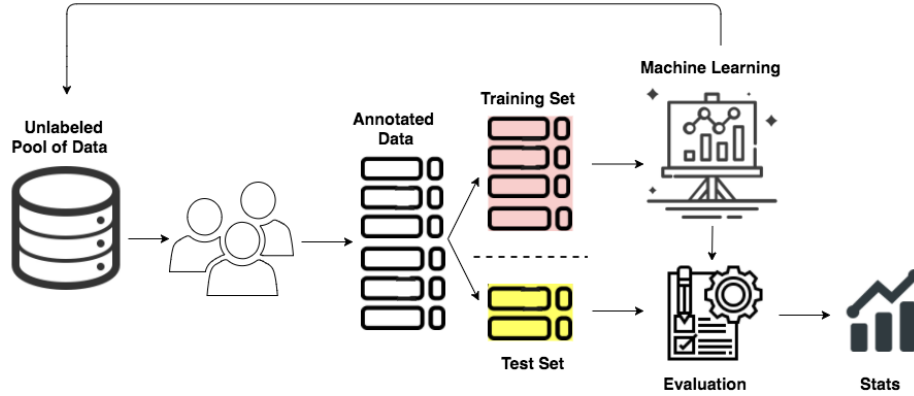 Unlabeled
Pool of Data
Annotated
Data
Training Set
Test Set
Machine Learning
Evaluation
Stats